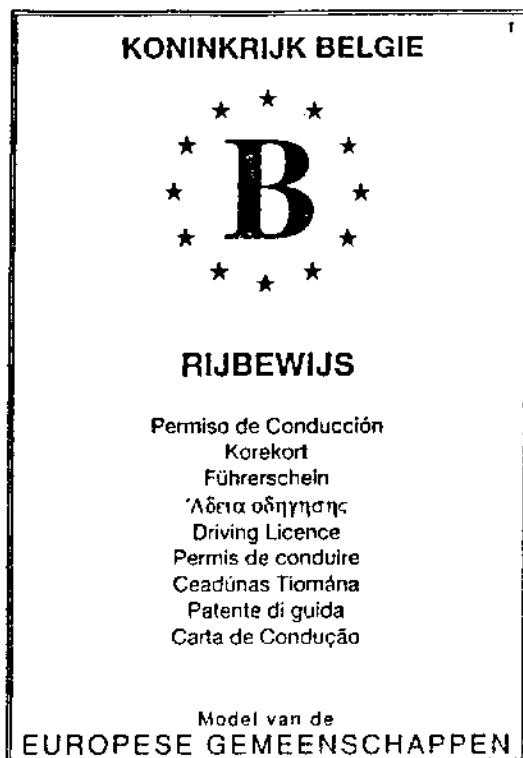 1
KONINKRIJK BELGIE
B
RIJBEWIJS
Permiso de Conducción
Korekort
Führerschein
Άδεια οδηγησης
Driving Licence
Permis de conduire
Ceadúnas Tiomána
Patente di guida
Carta de Condução
Model van de
EUROPESE GEMEENSCHAPPEN